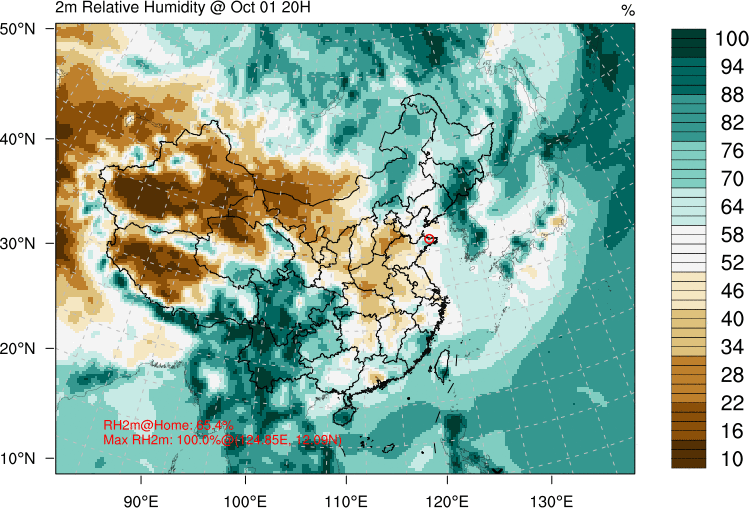 2m Relative Humidity @ Oct 01 20H
%
50°N
40°N
30°N
20°N
10°N
90°E
100°E
110°E
120°E
130°E
RH2m@Home: 65.4%
Max RH2m: 100.0%@(124.85E, 12.09N)
100
94
88
82
76
70
64
58
52
46
40
34
28
22
16
10